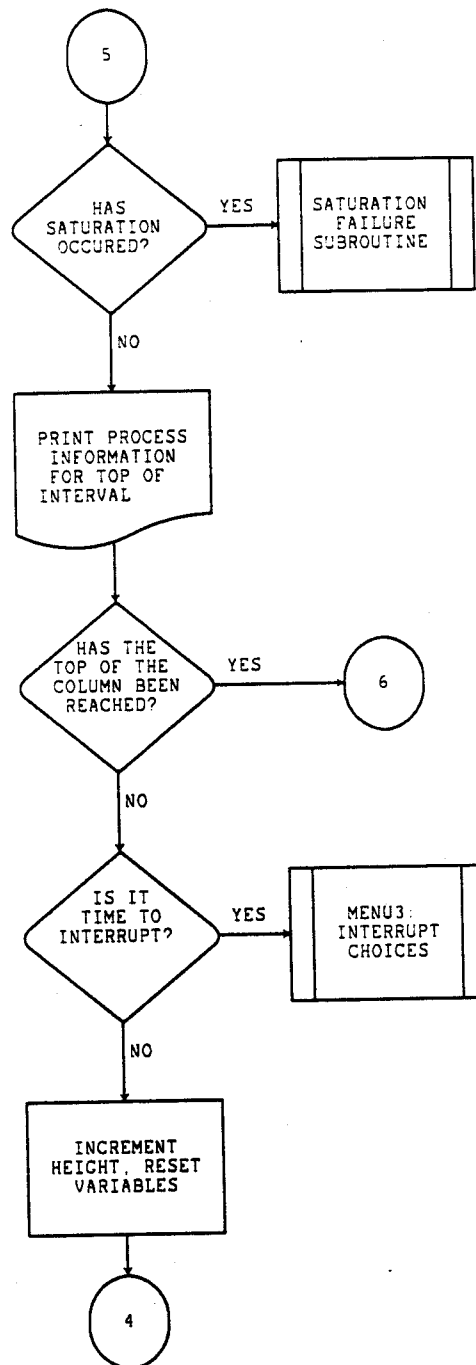 5
HAS
SATURATION
OCCURED?
YES
SATURATION
FAILURE
SUBROUTINE
NO
PRINT PROCESS
INFORMATION
FOR TOP OF
INTERVAL
HAS THE
TOP OF THE
COLUMN BEEN
REACHED?
YES
6
NO
IS IT
TIME TO
INTERRUPT?
YES
MENU3:
INTERRUPT
CHOICES
NO
INCREMENT
HEIGHT, RESET
VARIABLES
4